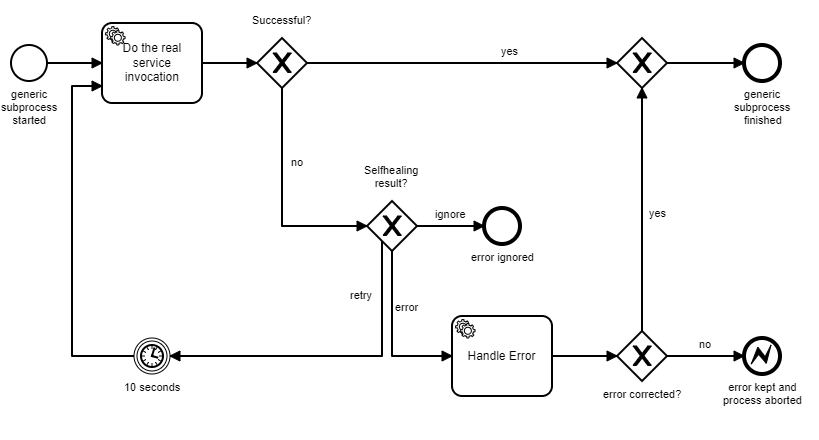 Successful?
Do the real
service
invocation
yes
generic
subprocess
started
generic
subprocess
finished
no
Selfhealing
result?
ignore
yes
error ignored
retry
error
Handle Error
no
10 seconds
error corrected?
error kept and
process aborted